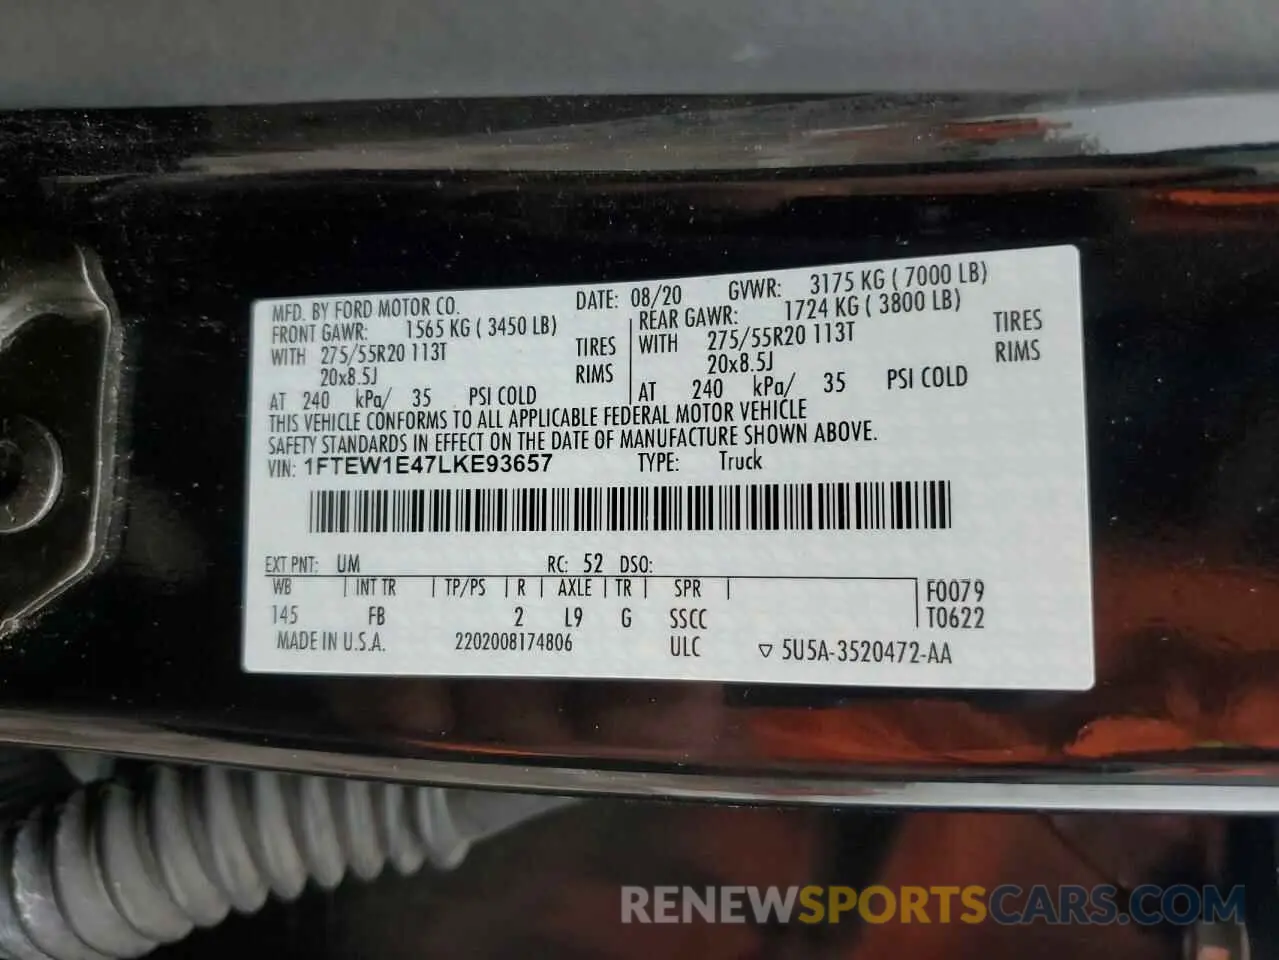 MFD. BY FORD MOTOR CO. DATE: 08/20 GVWR: 3175 KG ( 7000 LB)
FRONT GAWR: 1565 KG ( 3450 LB) REAR GAWR: 1724 KG ( 3800 LB)
WITH 275/55R20 113T TIRES WITH 275/55R20 113T TIRES
20x8.5J RIMS 20x8.5J RIMS
AT 240 kPa/ 35 PSI COLD AT 240 kPa/ 35 PSI COLD
THIS VEHICLE CONFORMS TO ALL APPLICABLE FEDERAL MOTOR VEHICLE
SAFETY STANDARDS IN EFFECT ON THE DATE OF MANUFACTURE SHOWN ABOVE.
VIN: 1FTEW1E47LKE93657 TYPE: Truck
EXT PNT: UM RC: 52 DSO:
WB INT TR TP/PS R AXLE TR SPR F0079
145 FB 2 L9 G SSCC T0622
MADE IN U.S.A. 2202008174806 ULC ▽ 5U5A-3520472-AA
RENEWSPORTSCARS.COM